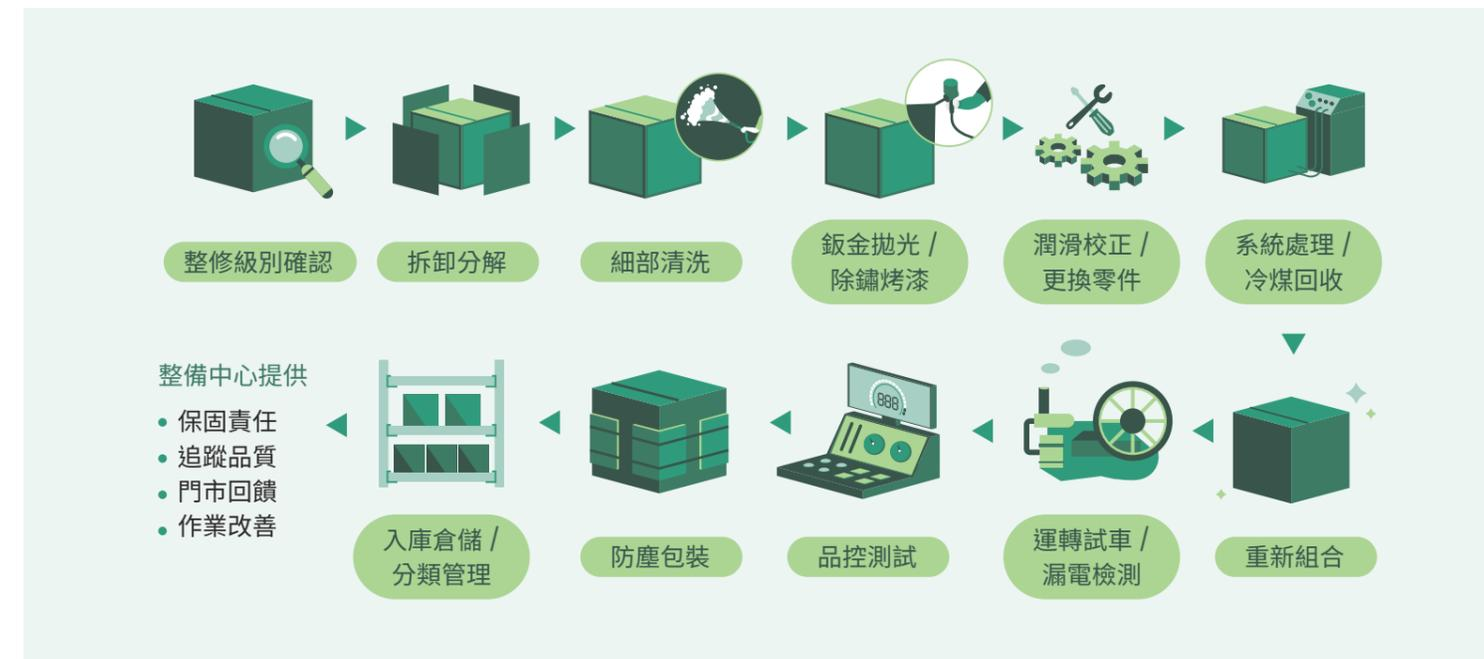 整修級別確認
拆卸分解
細部清洗
鈑金拋光 /
除鏽烤漆
潤滑校正 /
更換零件
系統處理 /
冷煤回收
重新組合
運轉試車 /
漏電檢測
888
品控測試
防塵包裝
入庫倉儲 /
分類管理
整備中心提供
• 保固責任
• 追蹤品質
• 門市回饋
• 作業改善